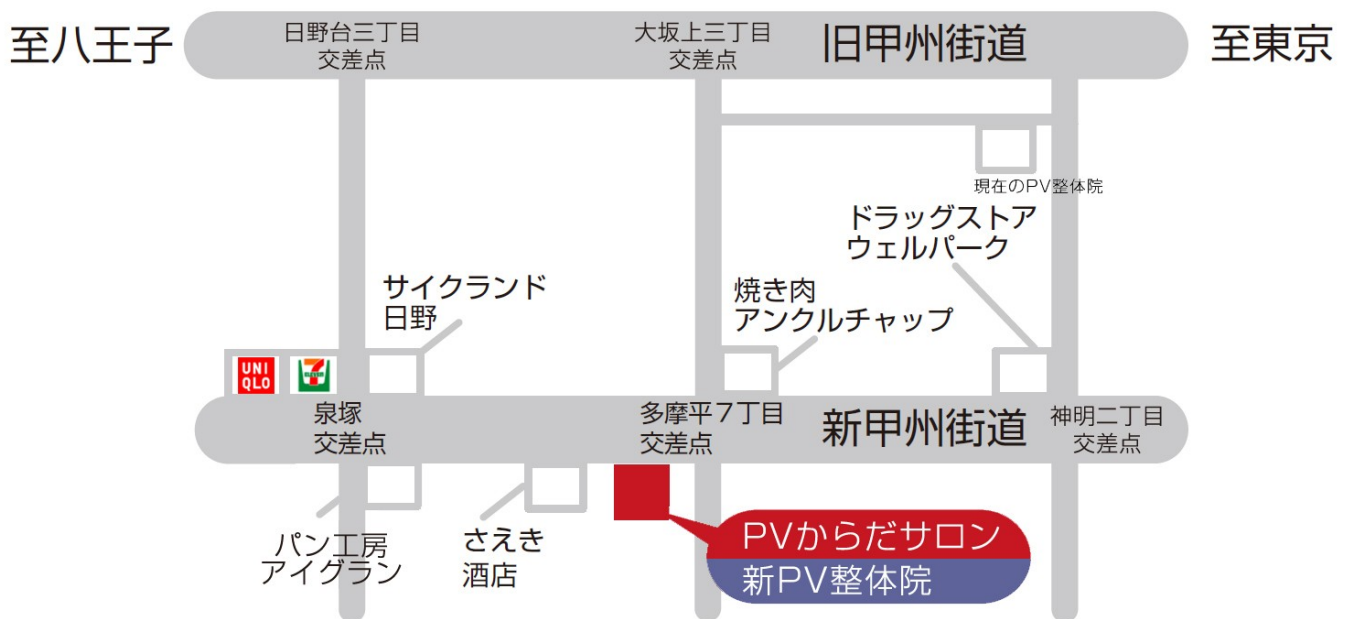 至八王子
日野台三丁目
交差点
大坂上三丁目
交差点
旧甲州街道
至東京
現在のPV整体院
ドラッグストア
ウェルパーク
サイクランド
日野
焼き肉
アンクルチャップ
UNI
QLO
7
ELEVEN
泉塚
交差点
多摩平7丁目
交差点
新甲州街道
神明二丁目
交差点
パン工房
アイグラン
さえき
酒店
PVからだサロン
新PV整体院